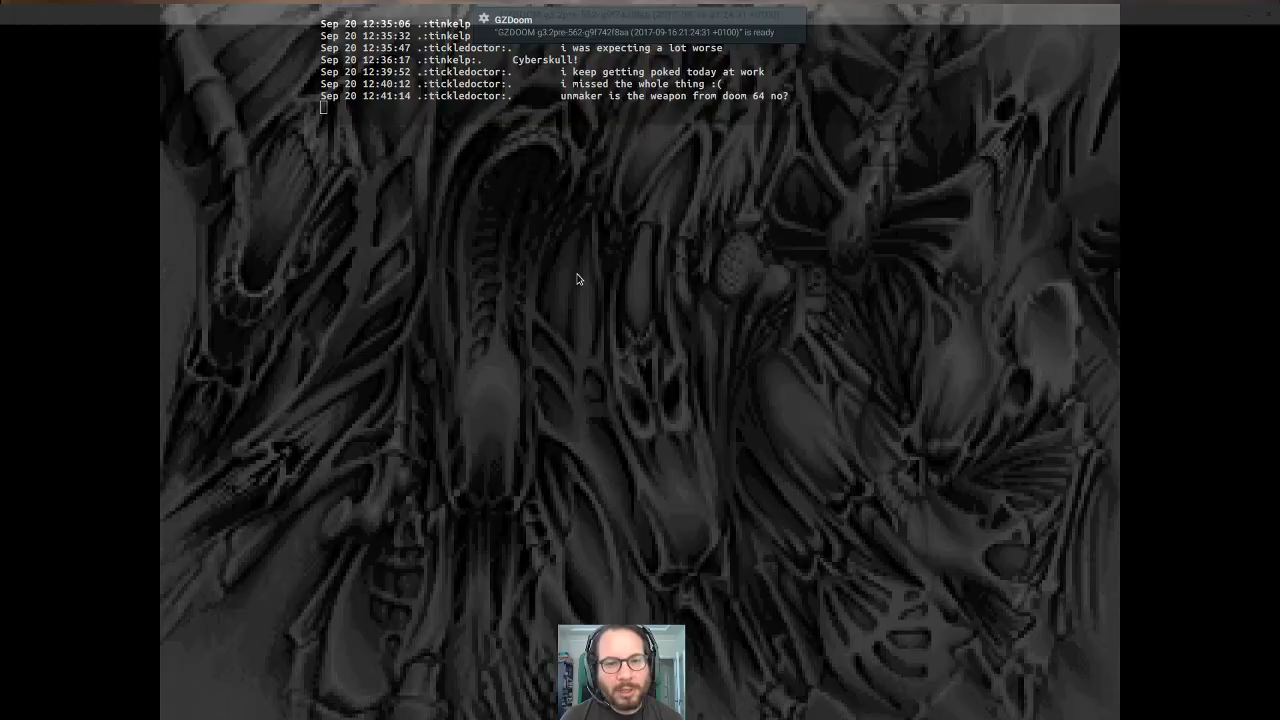 Sep 20 12:35:06 .:tinkelp
GZDoom
Sep 20 12:35:32 .:tinkelp
"GZDOOM g3.2pre-562-g9f742f8aa (2017-09-16 21:24:31 +0100)" is ready
Sep 20 12:35:47 .:tickledoctor:. i was expecting a lot worse
Sep 20 12:36:17 .:tinkelp:. Cyberskull!
Sep 20 12:39:52 .:tickledoctor:. i keep getting poked today at work
Sep 20 12:40:12 .:tickledoctor:. i missed the whole thing :(
Sep 20 12:41:14 .:tickledoctor:. unmaker is the weapon from doom 64 no?